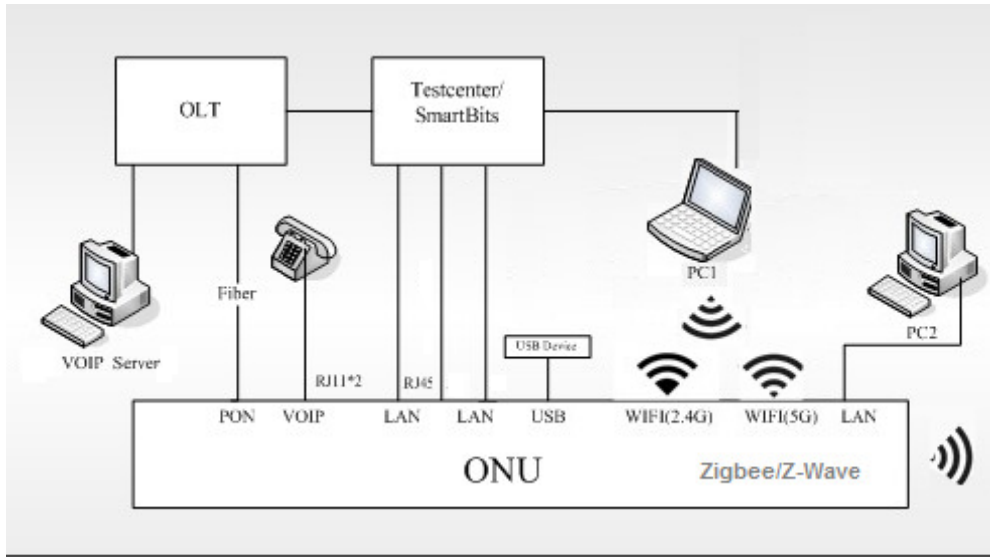 OLT
Testcenter/
SmartBits
PC1
Fiber
VOIP Server
PC2
USB Device
RJ11*2
RJ45
PON
VOIP
LAN
LAN
USB
WIFI(2.4G)
WIFI(5G)
LAN
ONU
Zigbee/Z-Wave